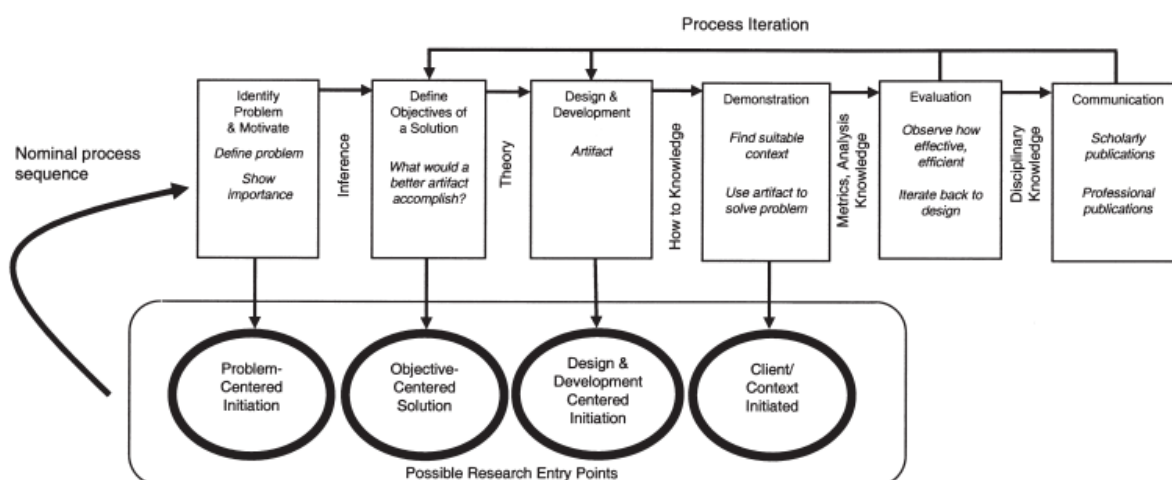 Process Iteration
Nominal process
sequence
Identify
Problem
& Motivate
Define problem
Show
importance
Inference
Define
Objectives of
a Solution
What would a
better artifact
accomplish?
Theory
Design &
Development
Artifact
How to Knowledge
Demonstration
Find suitable
context
Use artifact to
solve problem
Metrics, Analysis
Knowledge
Evaluation
Observe how
effective,
efficient
Iterate back to
design
Disciplinary
Knowledge
Communication
Scholarly
publications
Professional
publications
Problem-
Centered
Initiation
Objective-
Centered
Solution
Design &
Development
Centered
Initiation
Client/
Context
Initiated
Possible Research Entry Points